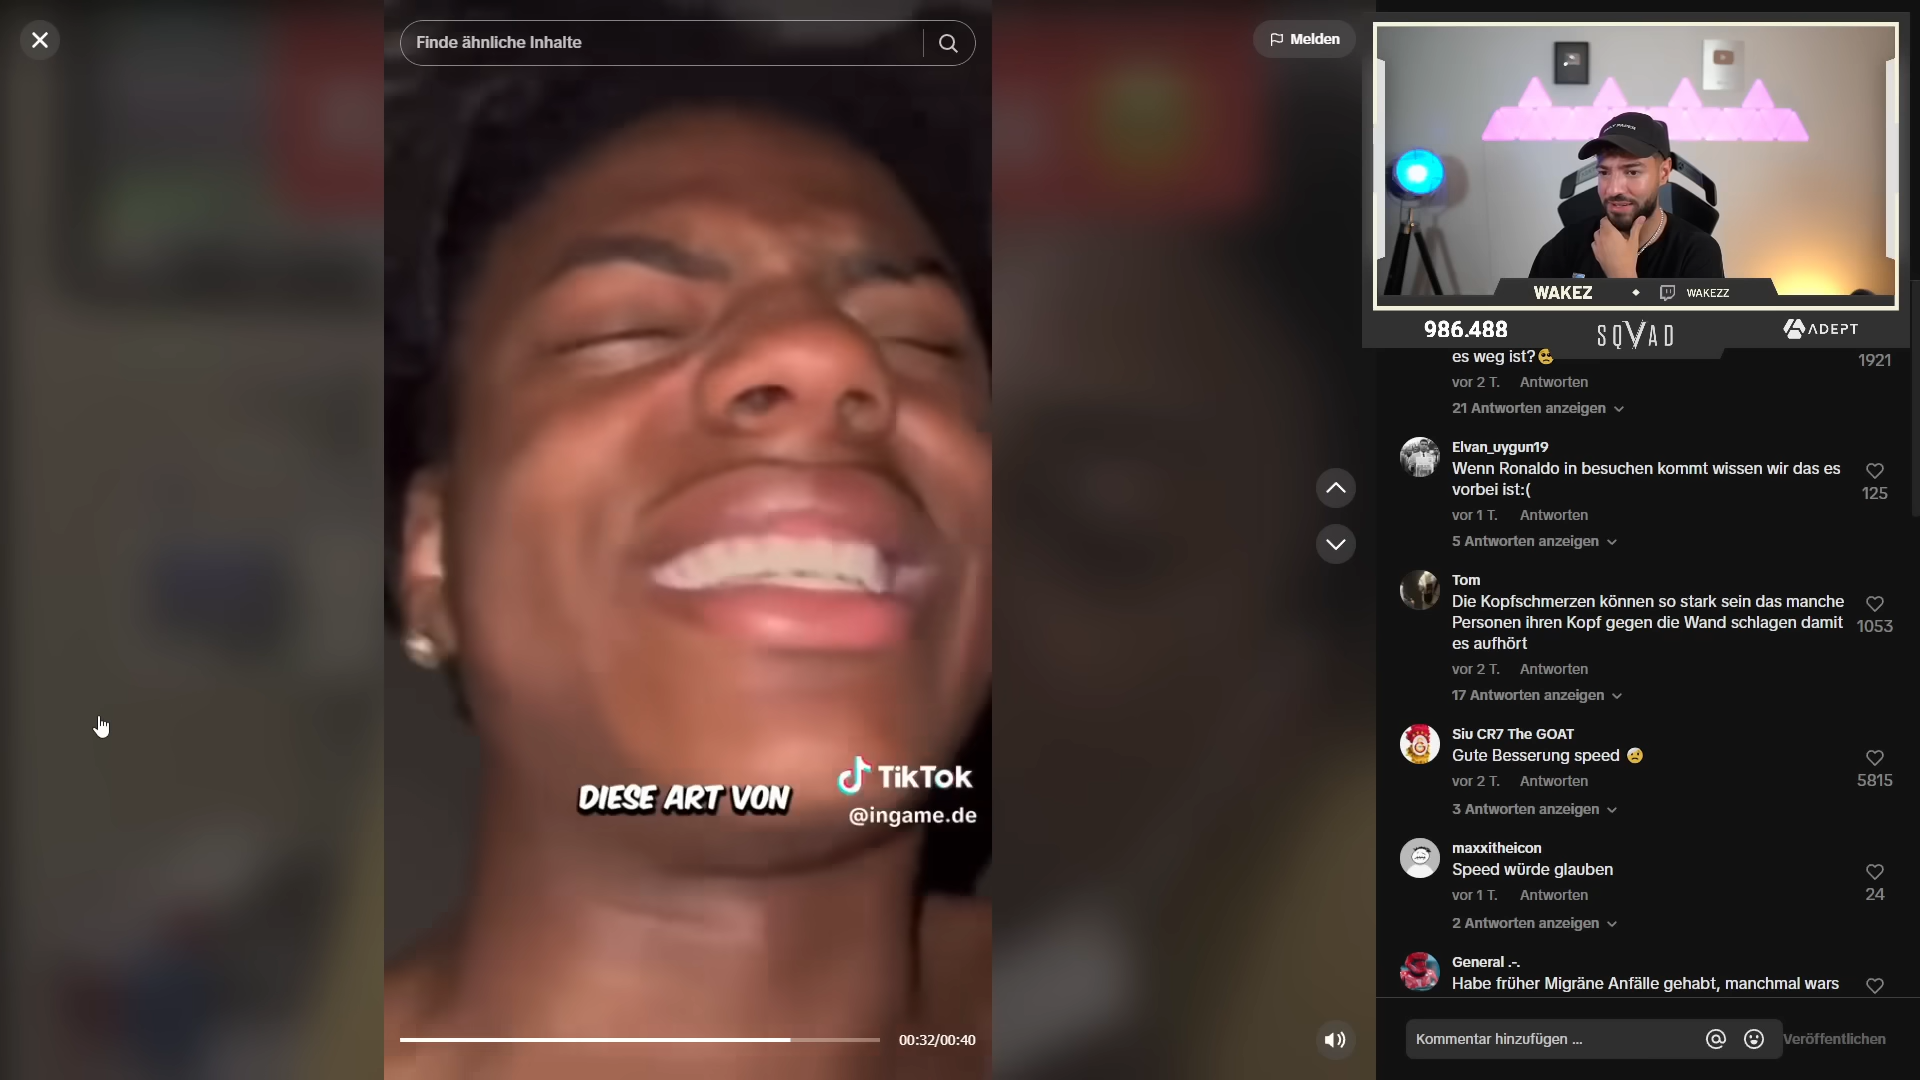 Finde ähnliche Inhalte
Melden
WAKEZ
WAKEZZ
986.488
SQVAD
ADEPT
es weg ist?
1921
vor 2 T. Antworten
21 Antworten anzeigen
Elvan_uygun19
Wenn Ronaldo in besuchen kommt wissen wir das es
vorbei ist:(
125
vor 1 T. Antworten
5 Antworten anzeigen
Tom
Die Kopfschmerzen können so stark sein das manche
Personen ihren Kopf gegen die Wand schlagen damit
es aufhört
1053
vor 2 T. Antworten
17 Antworten anzeigen
Siu CR7 The GOAT
Gute Besserung speed 🤕
5815
vor 2 T. Antworten
3 Antworten anzeigen
maxxitheicon
Speed würde glauben
24
vor 1 T. Antworten
2 Antworten anzeigen
General .-.
Habe früher Migräne Anfälle gehabt, manchmal wars
DIESE ART VON
TikTok
@ingame.de
00:32/00:40
Kommentar hinzufügen ...
Veröffentlichen